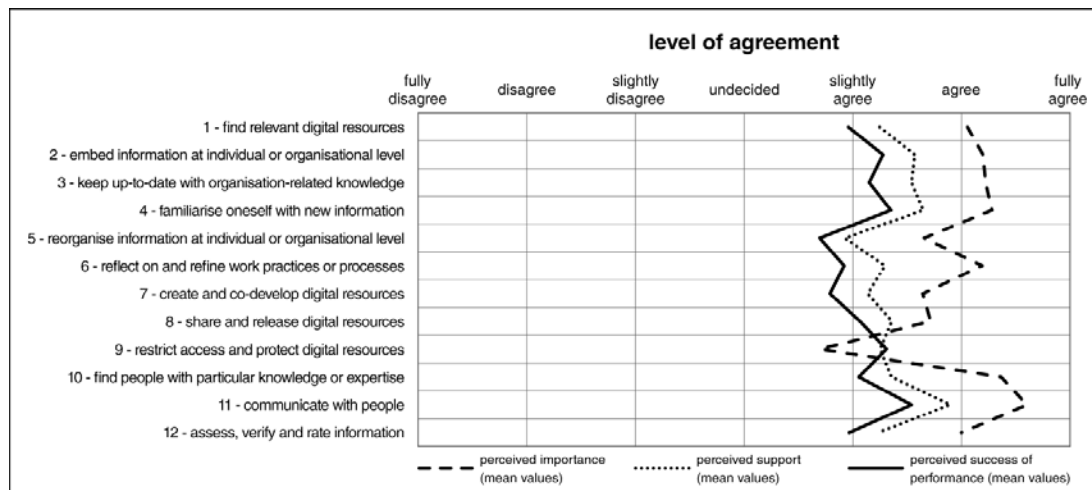 level of agreement
fully disagree
disagree
slightly disagree
undecided
slightly agree
agree
fully agree
1 - find relevant digital resources
2 - embed information at individual or organisational level
3 - keep up-to-date with organisation-related knowledge
4 - familiarise oneself with new information
5 - reorganise information at individual or organisational level
6 - reflect on and refine work practices or processes
7 - create and co-develop digital resources
8 - share and release digital resources
9 - restrict access and protect digital resources
10 - find people with particular knowledge or expertise
11 - communicate with people
12 - assess, verify and rate information
perceived importance
(mean values)
perceived support
(mean values)
perceived success of
performance (mean values)